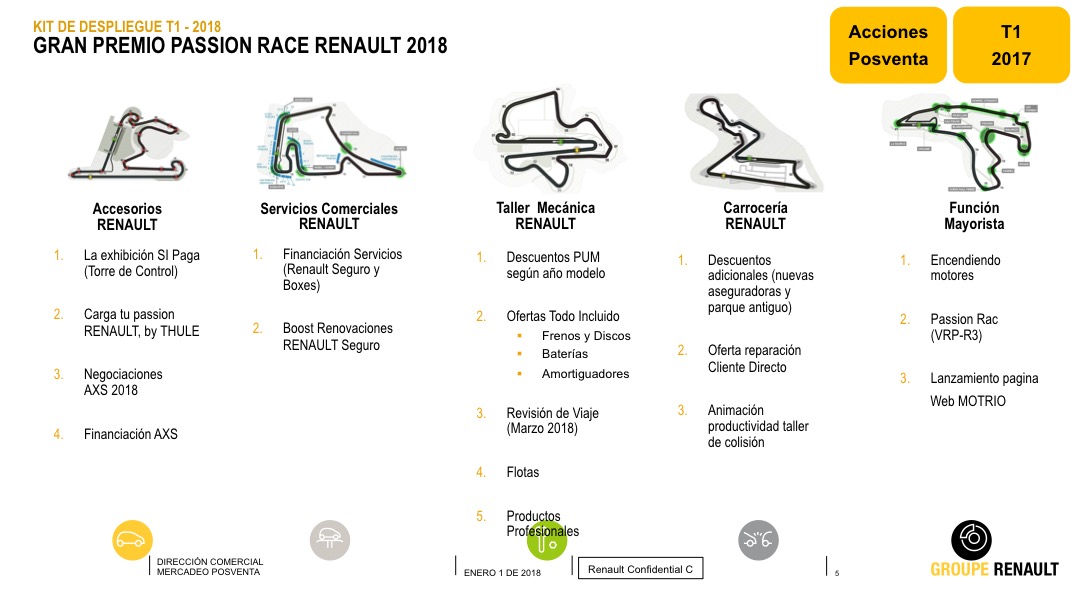 KIT DE DESPLIEGUE T1 - 2018
GRAN PREMIO PASSION RACE RENAULT 2018
Acciones
Posventa
T1
2017
Accesorios
RENAULT
1. La exhibición SI Paga
(Torre de Control)
2. Carga tu passion
RENAULT, by THULE
3. Negociaciones
AXS 2018
4. Financiación AXS
Servicios Comerciales
RENAULT
1. Financiación Servicios
(Renault Seguro y
Boxes)
2. Boost Renovaciones
RENAULT Seguro
Taller Mecánica
RENAULT
1. Descuentos PUM
según año modelo
2. Ofertas Todo Incluido
▪ Frenos y Discos
▪ Baterías
▪ Amortiguadores
3. Revisión de Viaje
(Marzo 2018)
4. Flotas
5. Productos
Profesionales
Carrocería
RENAULT
1. Descuentos
adicionales (nuevas
aseguradoras y
parque antiguo)
2. Oferta reparación
Cliente Directo
3. Animación
productividad taller
de colisión
Función
Mayorista
1. Encendiendo
motores
2. Passion Rac
(VRP-R3)
3. Lanzamiento pagina
Web MOTRIO
DIRECCIÓN COMERCIAL
MERCADEO POSVENTA
ENERO 1 DE 2018
Renault Confidential C
5
GROUPE RENAULT